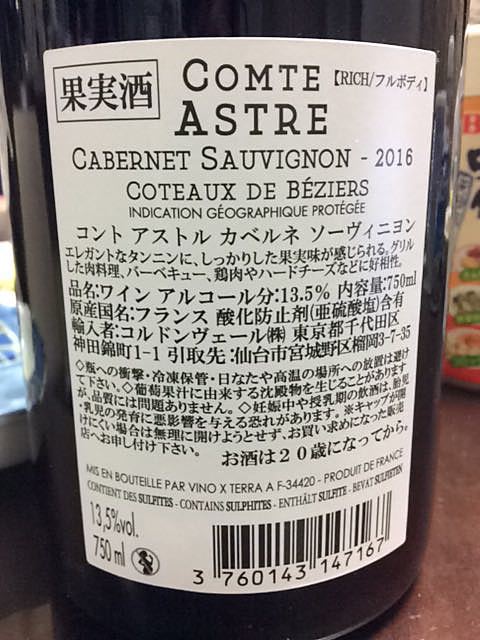 果実酒
COMTE 【RICH/フルボディ】
ASTRE
CABERNET SAUVIGNON - 2016
COTEAUX DE BÉZIERS
INDICATION GÉOGRAPHIQUE PROTÉGÉE
コント アストル カベルネ ソーヴィニヨン
エレガントなタンニンに、しっかりした果実味が感じられる。グリル
した肉料理、バーベキュー、鶏肉やハードチーズなどに好相性。
品名:ワイン アルコール分:13.5% 内容量:750ml
原産国名:フランス 酸化防止剤(亜硫酸塩)含有
輸入者:コルドンヴェール㈱ 東京都千代田区
神田錦町1-1 引取先:仙台市宮城野区榴岡3-7-35
◇瓶への衝撃・冷凍保管・日なたや高温の場所への放置は避け
て下さい。◇葡萄果汁に由来する沈殿物を生じることがあります
が、品質には問題ありません。◇妊娠中や授乳期の飲酒は、胎児
・乳児の発育に悪影響を与える恐れがあります。※キャップが開
けにくい場合は無理に開けようとせず、お買い求めになった販売
店へお申し付け下さい。 お酒は20歳になってから。
MIS EN BOUTEILLE PAR VINO X TERRA A F-34420 - PRODUIT DE FRANCE
CONTIENT DES SULFITES - CONTAINS SULPHITES - ENTHÄLT SULFITE - BEVAT SULFIETEN
13,5%vol.
750 ml
3 760143 147167